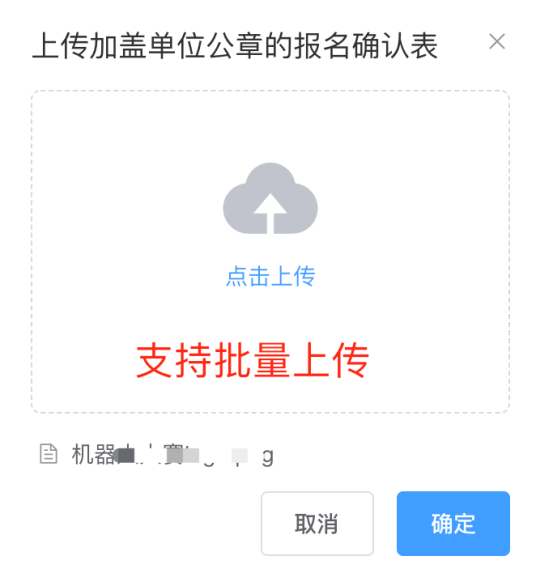 上传加盖单位公章的报名确认表
点击上传
支持批量上传
机器
取消
确定